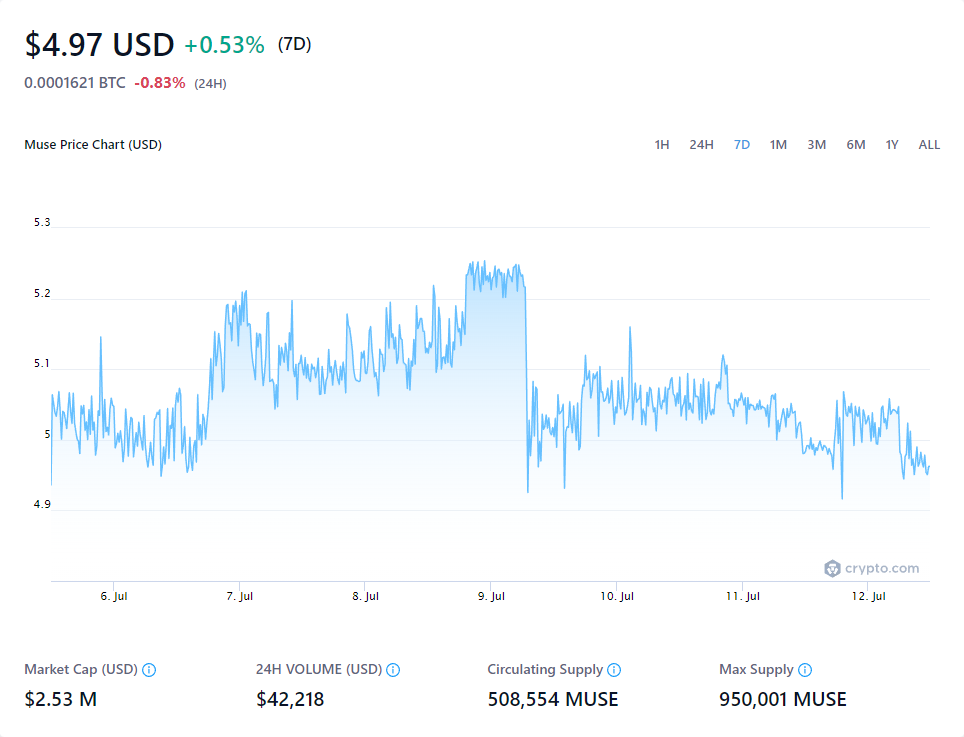 $4.97 USD +0.53% (7D)
0.0001621 BTC -0.83% (24H)
Muse Price Chart (USD)
1H 24H 7D 1M 3M 6M 1Y ALL
5.3
5.2
5.1
5
4.9
crypto.com
6. Jul 7. Jul 8. Jul 9. Jul 10. Jul 11. Jul 12. Jul
Market Cap (USD) 24H VOLUME (USD) Circulating Supply Max Supply
$2.53 M $42,218 508,554 MUSE 950,001 MUSE